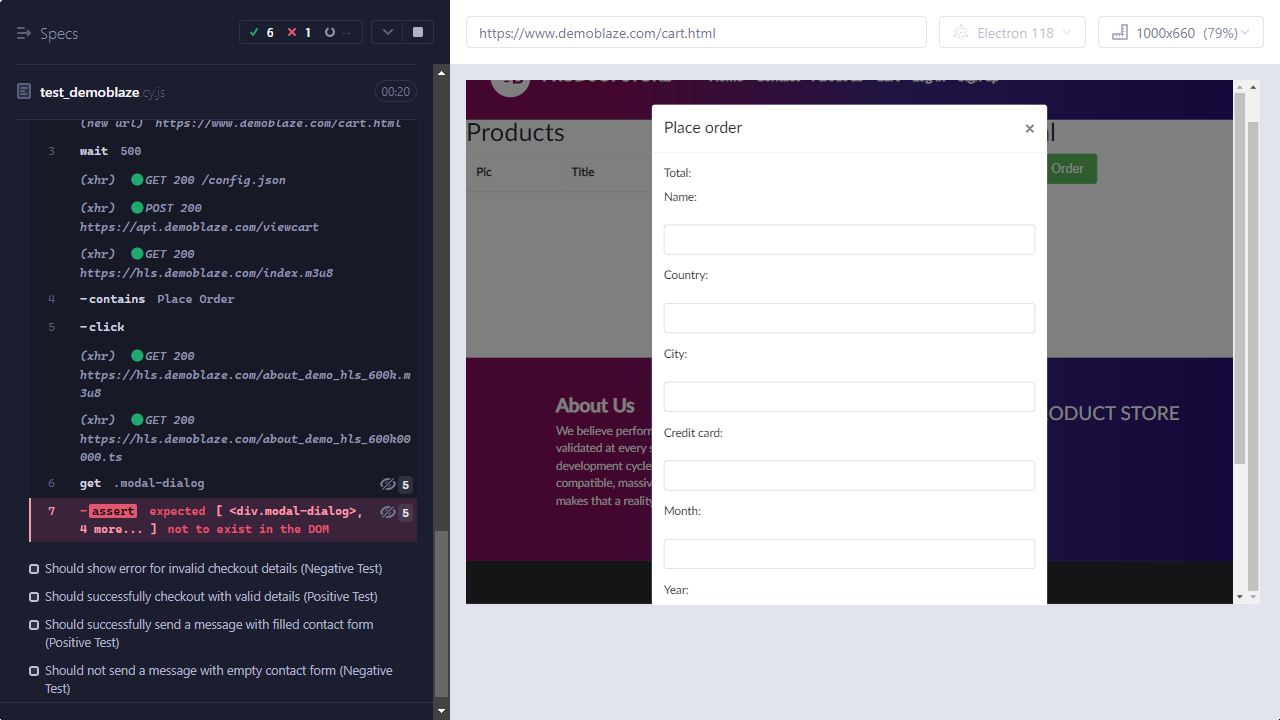 Specs
6 1 --
test_demoblaze.cy.js 00:20
(new url) https://www.demoblaze.com/cart.html
3 wait 500
(xhr) GET 200 /config.json
(xhr) POST 200
https://api.demoblaze.com/viewcart
(xhr) GET 200
https://hls.demoblaze.com/index.m3u8
4 -contains Place Order
5 -click
(xhr) GET 200
https://hls.demoblaze.com/about_demo_hls_600k.m
3u8
(xhr) GET 200
https://hls.demoblaze.com/about_demo_hls_600k00
000.ts
6 get .modal-dialog 5
7 -assert expected [ <div.modal-dialog>, 5
4 more... ] not to exist in the DOM
Should show error for invalid checkout details (Negative Test)
Should successfully checkout with valid details (Positive Test)
Should successfully send a message with filled contact form
(Positive Test)
Should not send a message with empty contact form (Negative
Test)
https://www.demoblaze.com/cart.html
Electron 118
1000x660 (79%)
Products
Pic Title
Order
Place order ×
Total:
Name:
Country:
City:
Credit card:
Month:
Year:
About Us
We believe perform
validated at every s
development cycle
compatible, massiv
makes that a reality
RODUCT STORE